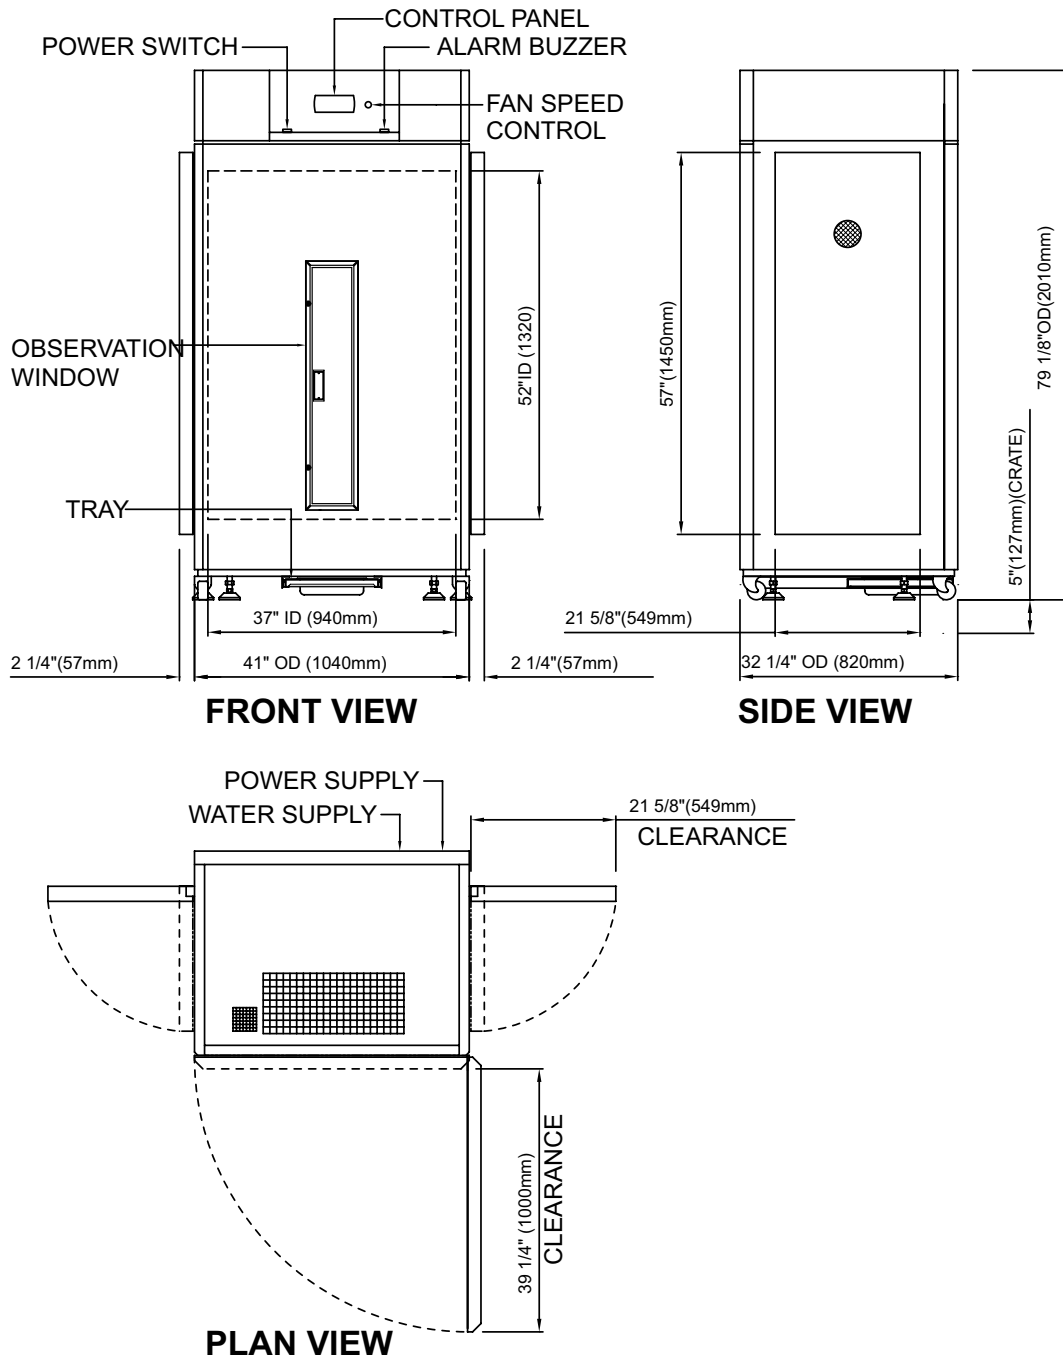 CONTROL PANEL
POWER SWITCH
ALARM BUZZER
FAN SPEED
CONTROL
OBSERVATION
WINDOW
TRAY
52"ID (1320)
37" ID (940mm)
2 1/4"(57mm)
41" OD (1040mm)
2 1/4"(57mm)
FRONT VIEW
57"(1450mm)
79 1/8"OD(2010mm)
5"(127mm)(CRATE)
21 5/8"(549mm)
32 1/4" OD (820mm)
SIDE VIEW
POWER SUPPLY
WATER SUPPLY
21 5/8"(549mm)
CLEARANCE
39 1/4" (1000mm)
CLEARANCE
PLAN VIEW